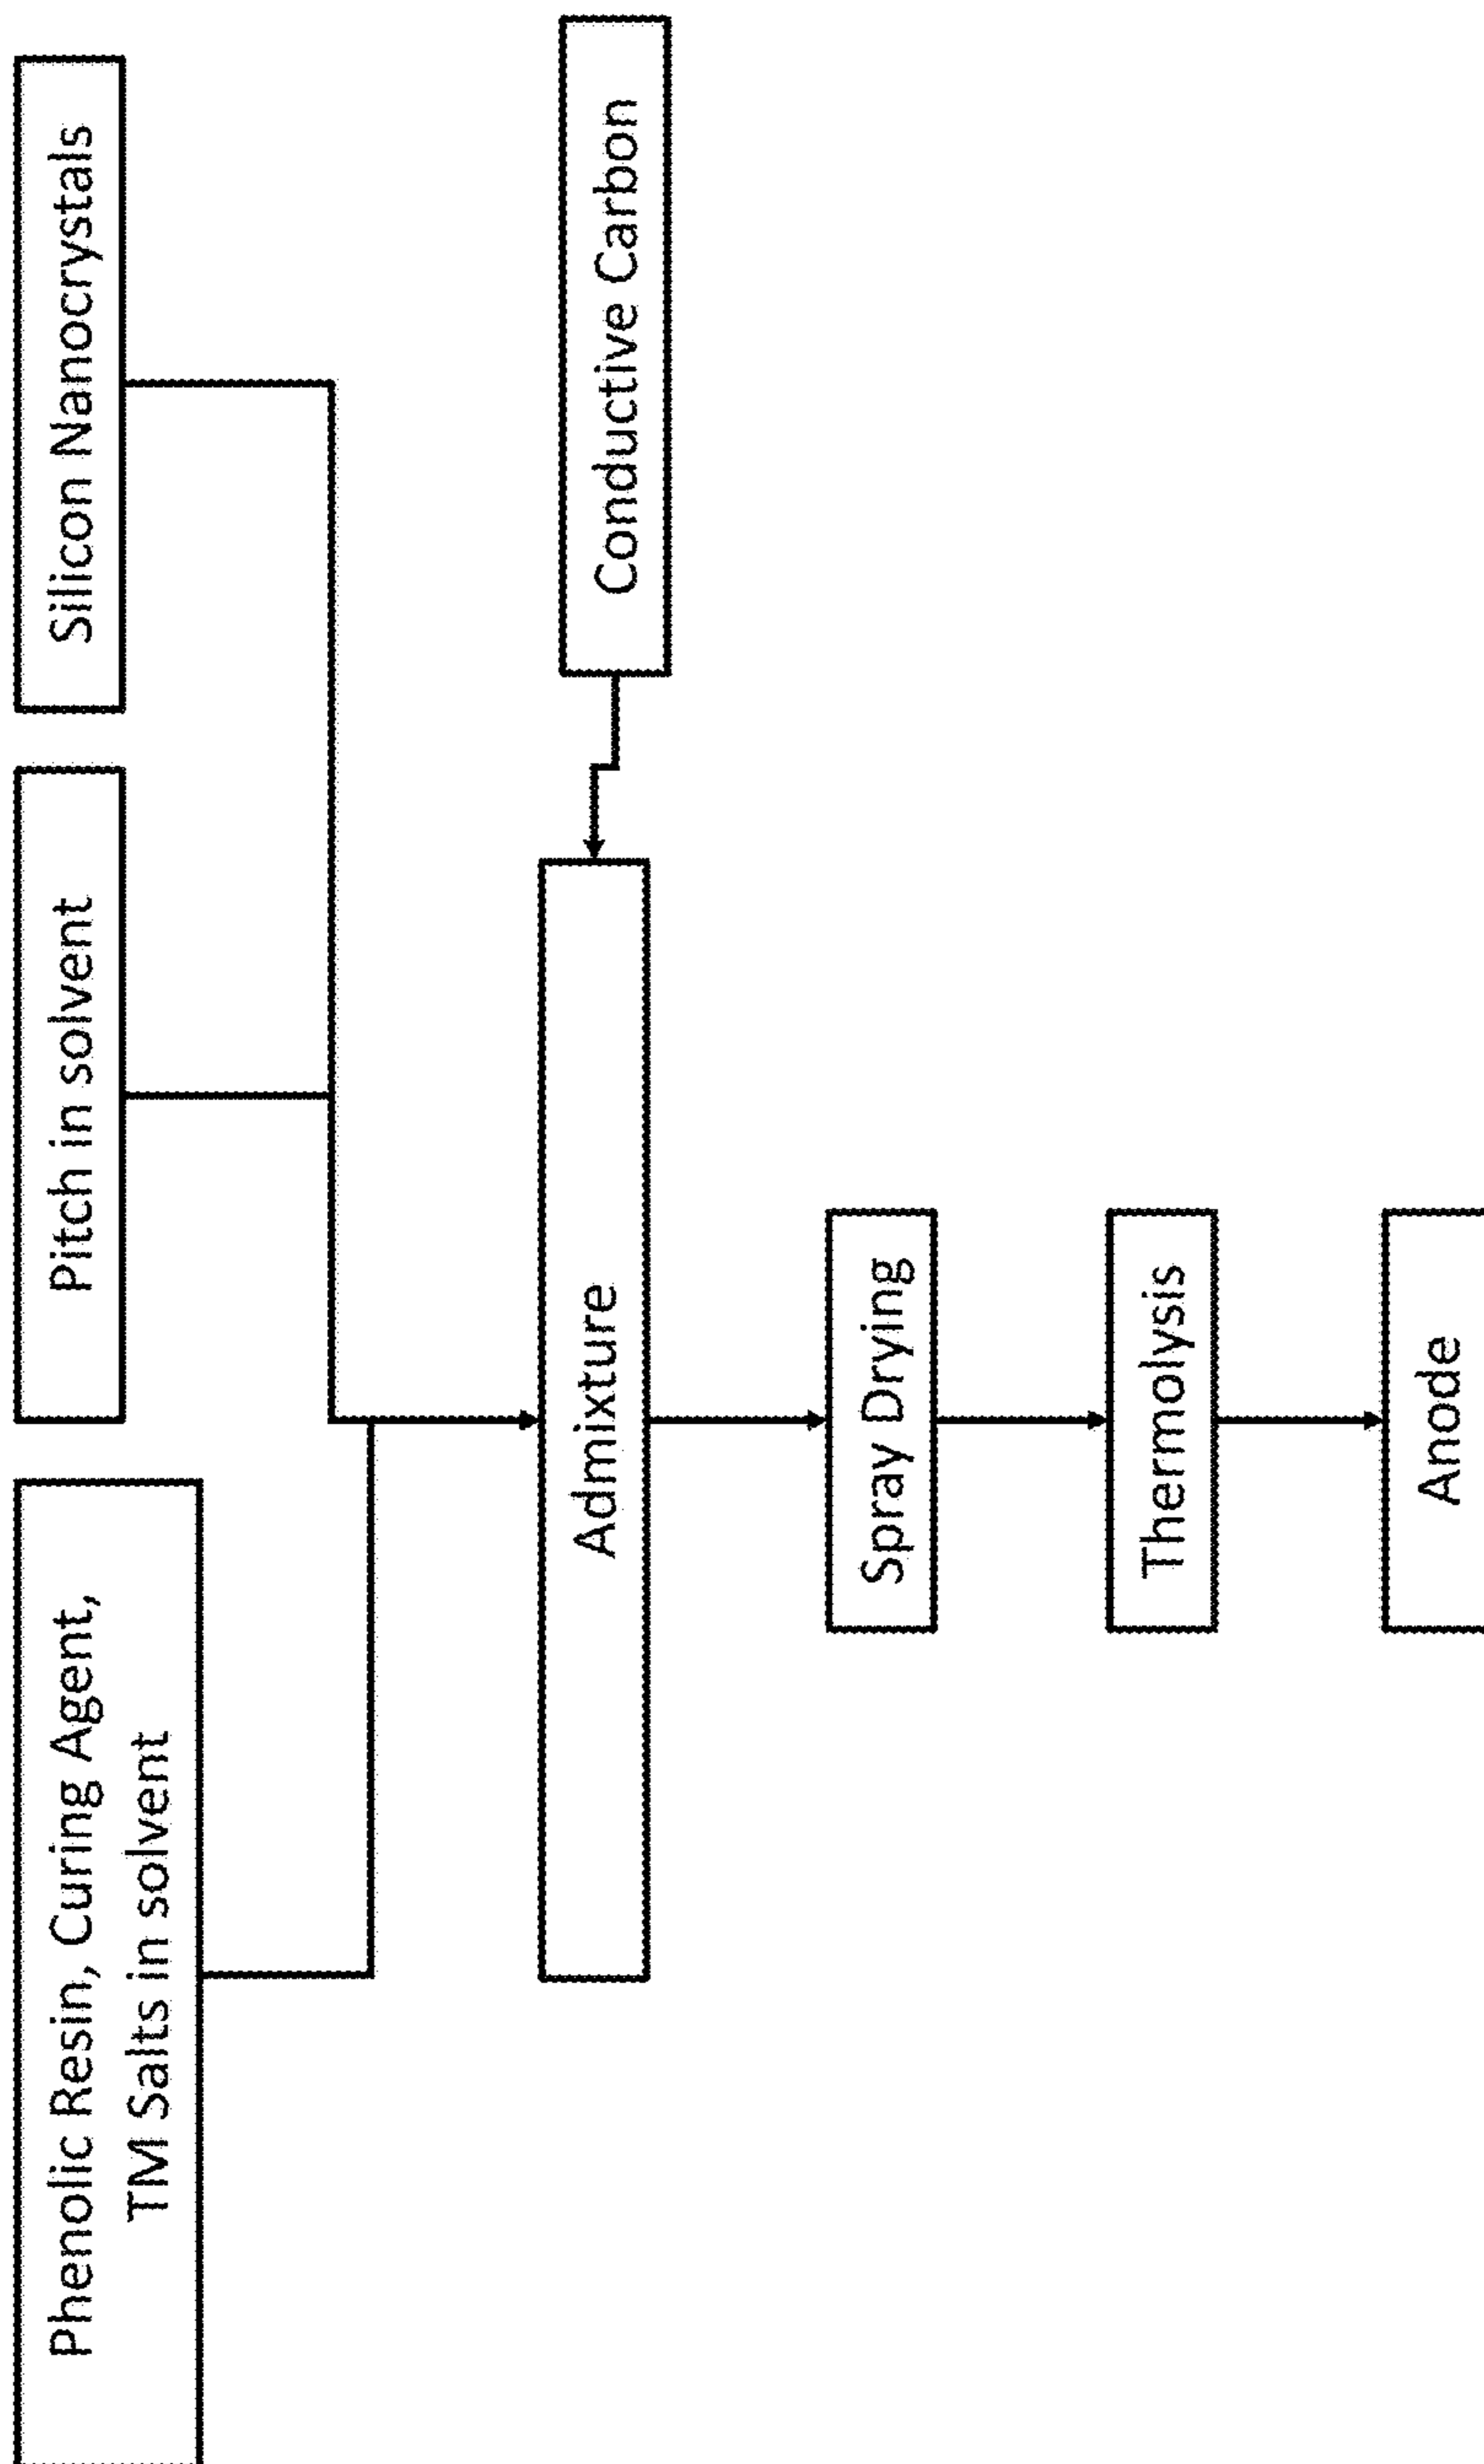 Phenolic Resin, Curing Agent,
TM Salts in solvent
Pitch in solvent
Silicon Nanocrystals
Admixture
Conductive Carbon
Spray Drying
Thermolysis
Anode